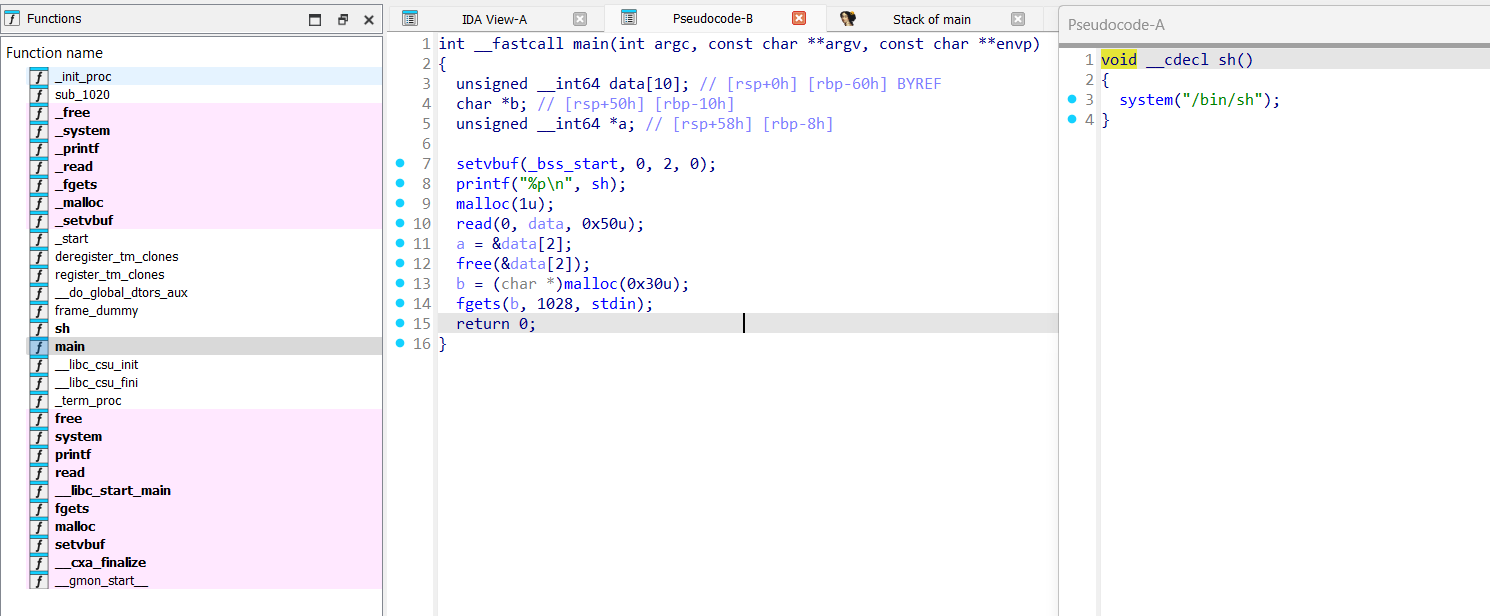 Functions
Function name
_init_proc
sub_1020
_free
_system
_printf
_read
_fgets
_malloc
_setvbuf
_start
deregister_tm_clones
register_tm_clones
__do_global_dtors_aux
frame_dummy
sh
main
__libc_csu_init
__libc_csu_fini
_term_proc
free
system
printf
read
__libc_start_main
fgets
malloc
setvbuf
__cxa_finalize
__gmon_start__
IDA View-A
Pseudocode-B
Stack of main
1 int __fastcall main(int argc, const char **argv, const char **envp)
2 {
3 unsigned __int64 data[10]; // [rsp+0h] [rbp-60h] BYREF
4 char *b; // [rsp+50h] [rbp-10h]
5 unsigned __int64 *a; // [rsp+58h] [rbp-8h]
6
7 setvbuf(_bss_start, 0, 2, 0);
8 printf("%p\n", sh);
9 malloc(1u);
10 read(0, data, 0x50u);
11 a = &data[2];
12 free(&data[2]);
13 b = (char *)malloc(0x30u);
14 fgets(b, 1028, stdin);
15 return 0;
16 }
Pseudocode-A
1 void __cdecl sh()
2 {
3 system("/bin/sh");
4 }